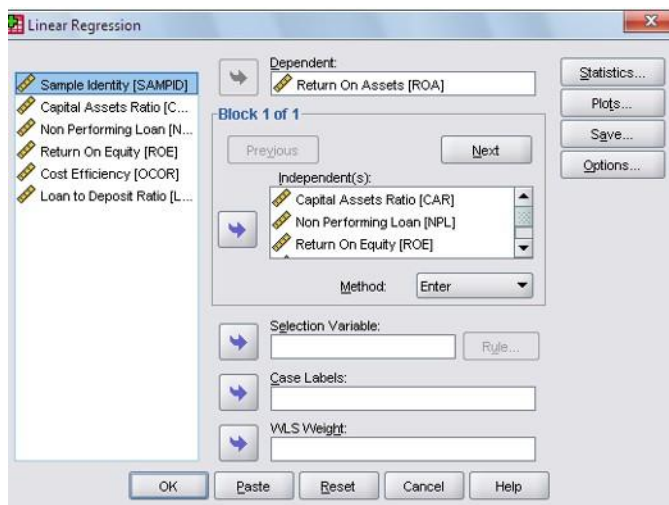 Linear Regression
Sample Identity [SAMPID]
Capital Assets Ratio [C...
Non Performing Loan [N...
Return On Equity [ROE]
Cost Efficiency [OCOR]
Loan to Deposit Ratio [L...
Dependent:
Return On Assets [ROA]
Block 1 of 1
Previous
Next
Independent(s):
Capital Assets Ratio [CAR]
Non Performing Loan [NPL]
Return On Equity [ROE]
Method:
Enter
Selection Variable:
Rule...
Case Labels:
WLS Weight:
Statistics...
Plots...
Save...
Options...
OK
Paste
Reset
Cancel
Help